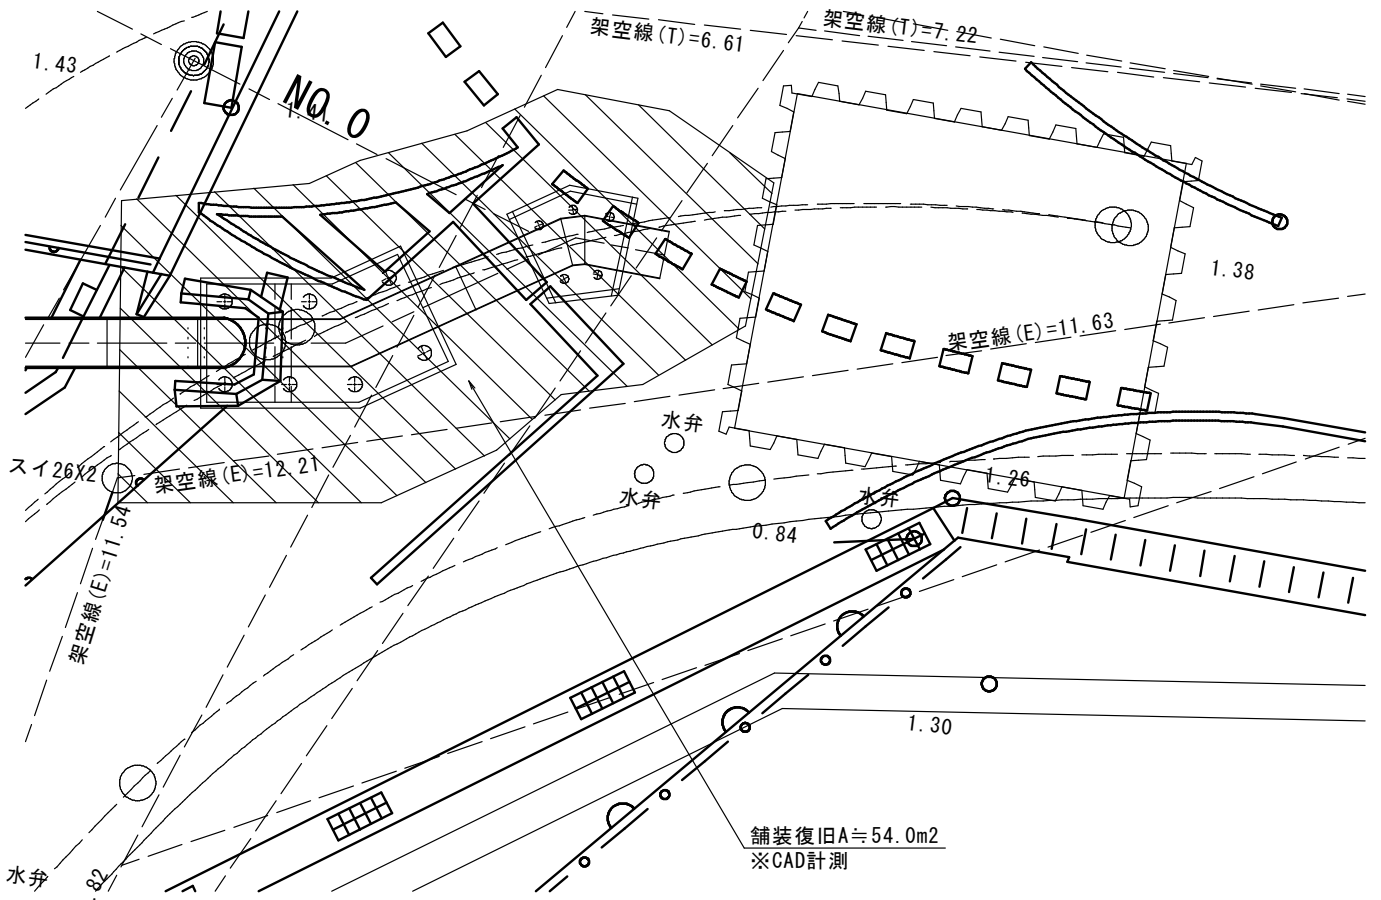 架空線(T)=6.61
架空線(T)=7.22
1.43
NO. 0
1.38
架空線(E)=11.63
水弁
スイ26X2
架空線(E)=12.21
1.26
水弁
水弁
架空線(E)=11.54
0.84
1.30
舗装復旧A≒54.0m2
※CAD計測
水弁